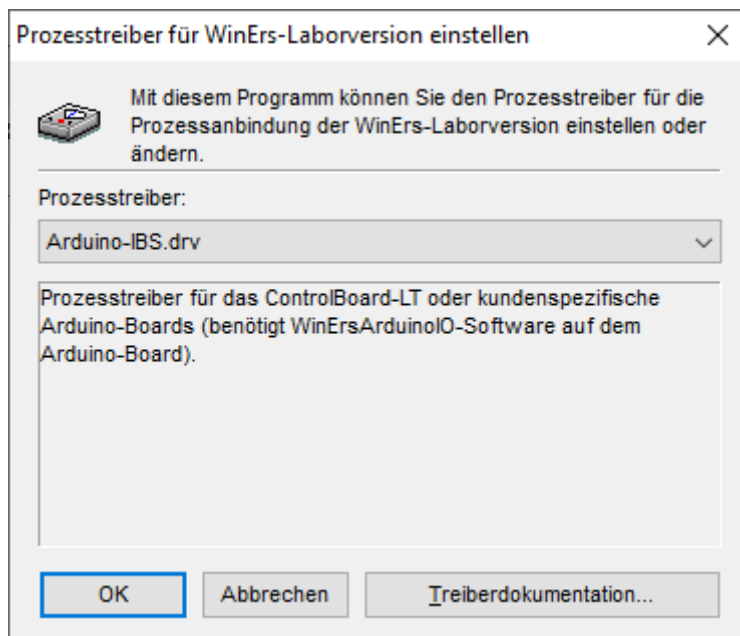 Prozesstreiber für WinErs-Laborversion einstellen
Mit diesem Programm können Sie den Prozesstreiber für die
Prozessanbindung der WinErs-Laborversion einstellen oder
ändern.
Prozesstreiber:
Arduino-IBS.drv
Prozesstreiber für das ControlBoard-LT oder kundenspezifische
Arduino-Boards (benötigt WinErsArduinoIO-Software auf dem
Arduino-Board).
OK
Abbrechen
Treiberdokumentation...